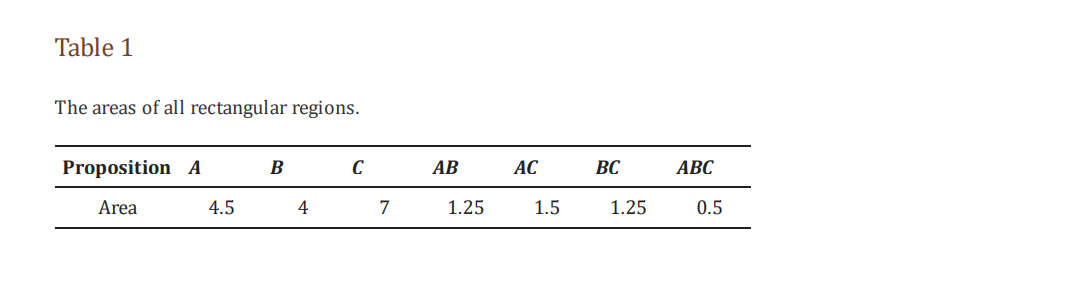 Table 1
The areas of all rectangular regions.
Proposition A B C AB AC BC ABC
Area 4.5 4 7 1.25 1.5 1.25 0.5